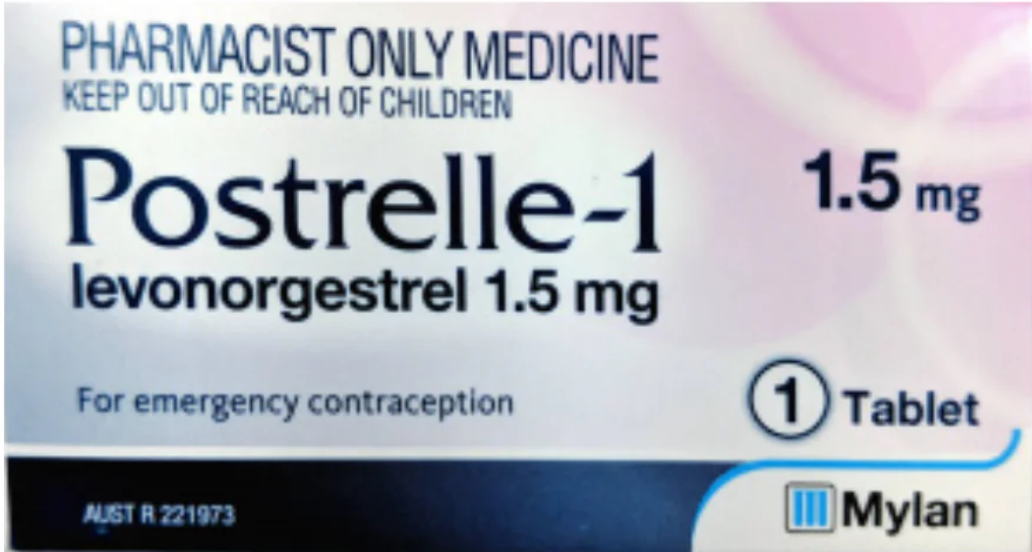 PHARMACIST ONLY MEDICINE
KEEP OUT OF REACH OF CHILDREN
Postrelle-1 1.5 mg
levonorgestrel 1.5 mg
For emergency contraception
1 Tablet
AUST R 221973
Mylan